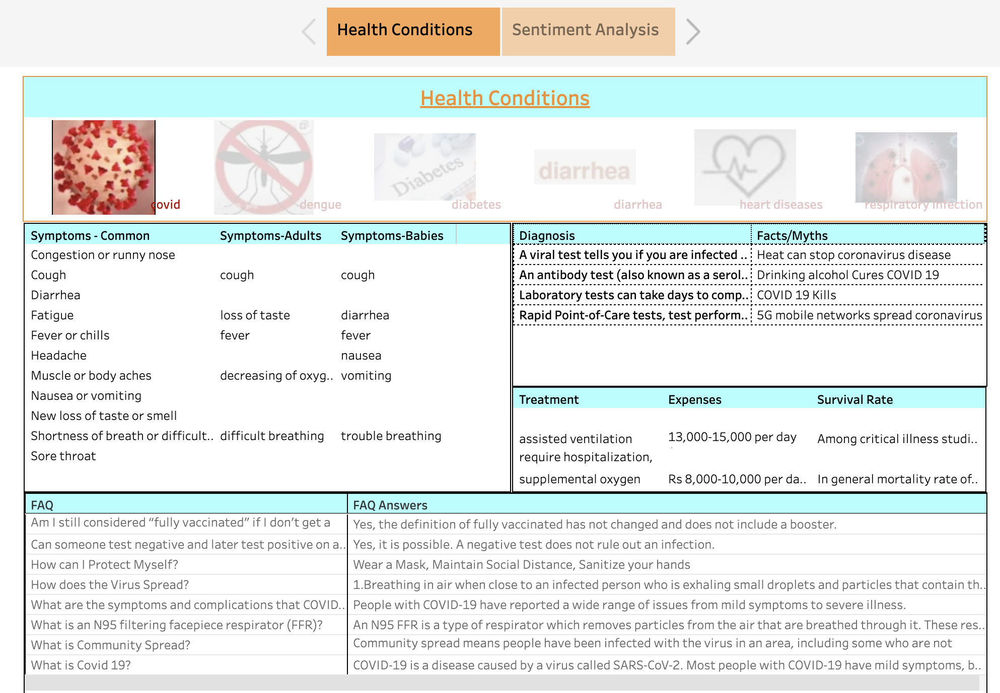 Health Conditions
Sentiment Analysis
Health Conditions
Diabetes
diarrhea
covid
dengue
diabetes
diarrhea
heart diseases
respiratory infection
Symptoms - Common Symptoms-Adults Symptoms-Babies
Congestion or runny nose
Cough cough cough
Diarrhea
Fatigue loss of taste diarrhea
Fever or chills fever fever
Headache nausea
Muscle or body aches decreasing of oxyg.. vomiting
Nausea or vomiting
New loss of taste or smell
Shortness of breath or difficult.. difficult breathing trouble breathing
Sore throat
Diagnosis Facts/Myths
A viral test tells you if you are infected .. Heat can stop coronavirus disease
An antibody test (also known as a serol.. Drinking alcohol Cures COVID 19
Laboratory tests can take days to comp.. COVID 19 Kills
Rapid Point-of-Care tests, test perform.. 5G mobile networks spread coronavirus
Treatment Expenses Survival Rate
assisted ventilation 13,000-15,000 per day Among critical illness studi..
require hospitalization,
supplemental oxygen Rs 8,000-10,000 per da.. In general mortality rate of..
FAQ FAQ Answers
Am I still considered “fully vaccinated” if I don’t get a Yes, the definition of fully vaccinated has not changed and does not include a booster.
Can someone test negative and later test positive on a.. Yes, it is possible. A negative test does not rule out an infection.
How can I Protect Myself? Wear a Mask, Maintain Social Distance, Sanitize your hands
How does the Virus Spread? 1.Breathing in air when close to an infected person who is exhaling small droplets and particles that contain th..
What are the symptoms and complications that COVID.. People with COVID-19 have reported a wide range of issues from mild symptoms to severe illness.
What is an N95 filtering facepiece respirator (FFR)? An N95 FFR is a type of respirator which removes particles from the air that are breathed through it. These res..
What is Community Spread? Community spread means people have been infected with the virus in an area, including some who are not
What is Covid 19? COVID-19 is a disease caused by a virus called SARS-CoV-2. Most people with COVID-19 have mild symptoms, b..